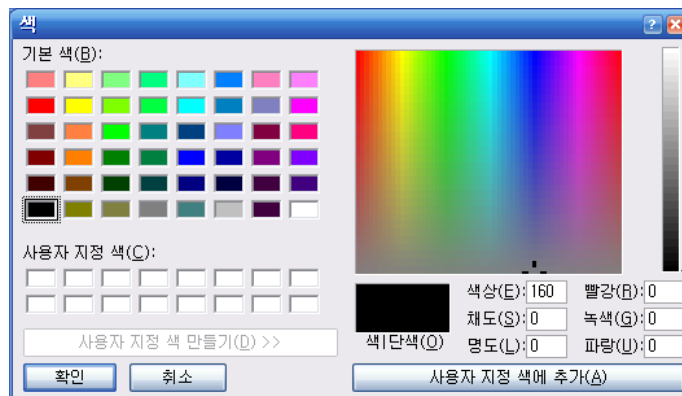 색
기본 색(B):
사용자 지정 색(C):
사용자 지정 색 만들기(D) >>
확인 취소
색|단색(O)
색상(E): 160 빨강(R): 0
채도(S): 0 녹색(G): 0
명도(L): 0 파랑(U): 0
사용자 지정 색에 추가(A)